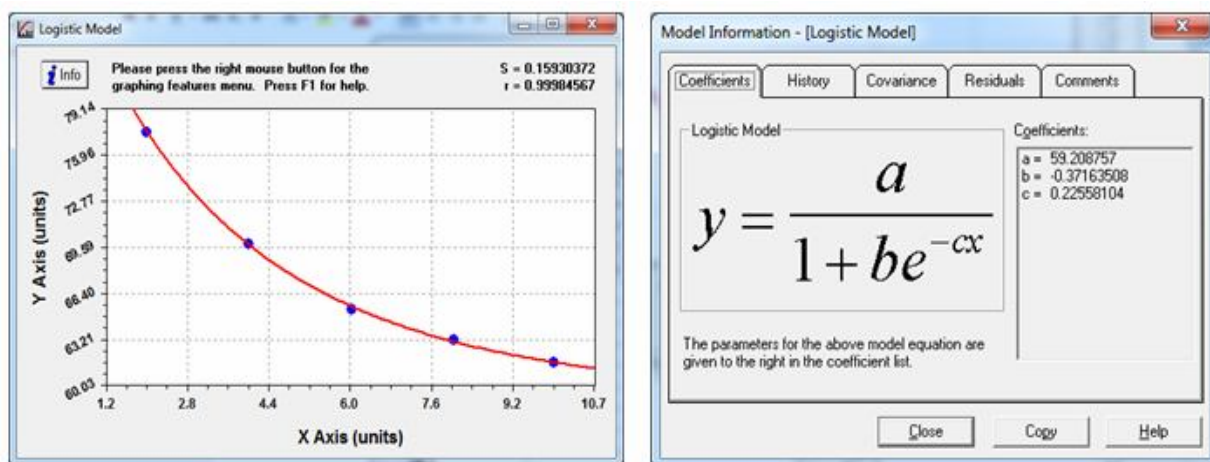 Logistic Model
Info
Please press the right mouse button for the
graphing features menu. Press F1 for help.
S = 0.15930372
r = 0.99984567
79.14
75.96
72.77
69.59
66.40
63.21
60.03
Y Axis (units)
1.2 2.8 4.4 6.0 7.6 9.2 10.7
X Axis (units)
Model Information - [Logistic Model]
Coefficients History Covariance Residuals Comments
Logistic Model
y = a / (1 + be^{-cx})
Coefficients:
a = 59.208757
b = -0.37163508
c = 0.22558104
The parameters for the above model equation are
given to the right in the coefficient list.
Close Copy Help